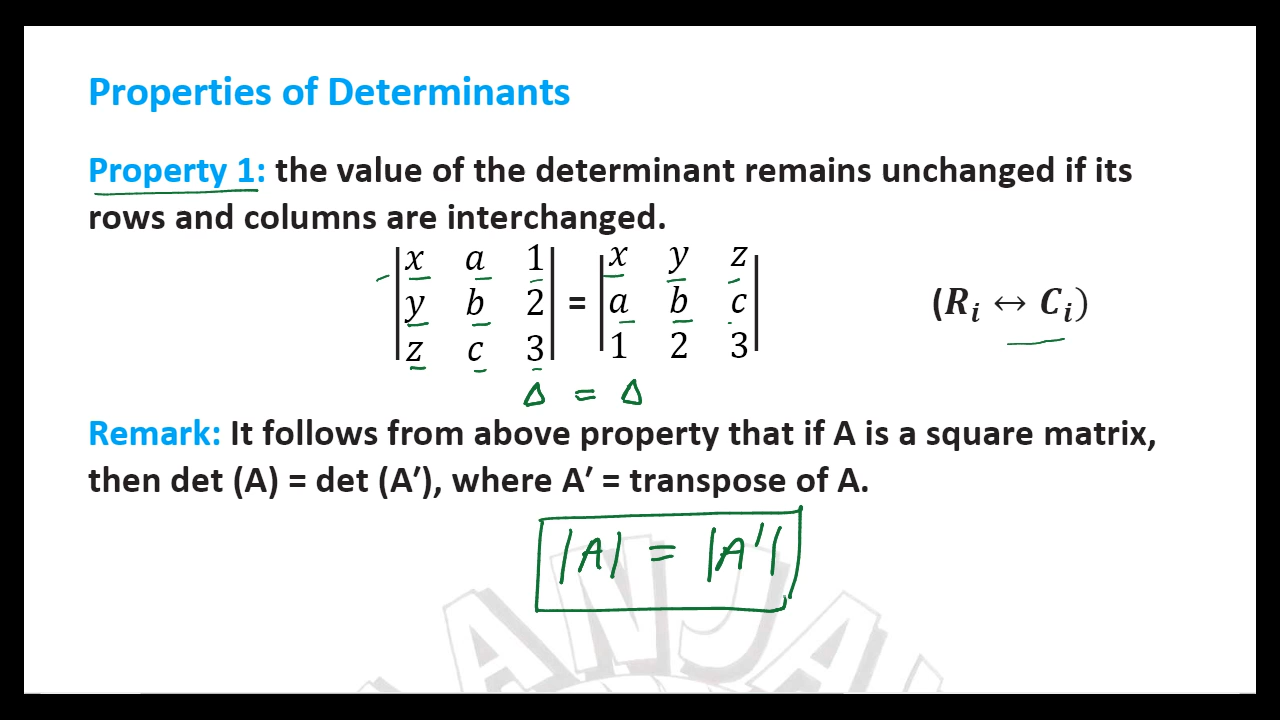 Properties of Determinants
Property 1: the value of the determinant remains unchanged if its
rows and columns are interchanged.
|x a 1| |x y z|
|y b 2| = |a b c| (Rᵢ ↔ Cᵢ)
|z c 3| |1 2 3|
Δ = Δ
Remark: It follows from above property that if A is a square matrix,
then det (A) = det (A′), where A′ = transpose of A.
|A| = |A'|